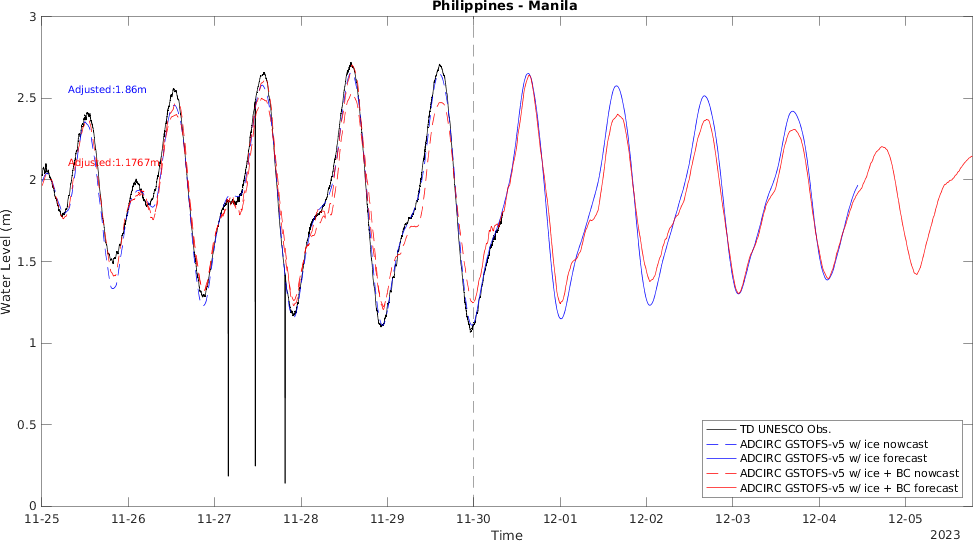 Philippines - Manila
3
2.5
2
1.5
1
0.5
0
Water Level (m)
Adjusted:1.86m
Adjusted:1.1767m
TD UNESCO Obs.
ADCIRC GSTOFS-v5 w/ ice nowcast
ADCIRC GSTOFS-v5 w/ ice forecast
ADCIRC GSTOFS-v5 w/ ice + BC nowcast
ADCIRC GSTOFS-v5 w/ ice + BC forecast
11-25 11-26 11-27 11-28 11-29 11-30 12-01 12-02 12-03 12-04 12-05
Time
2023